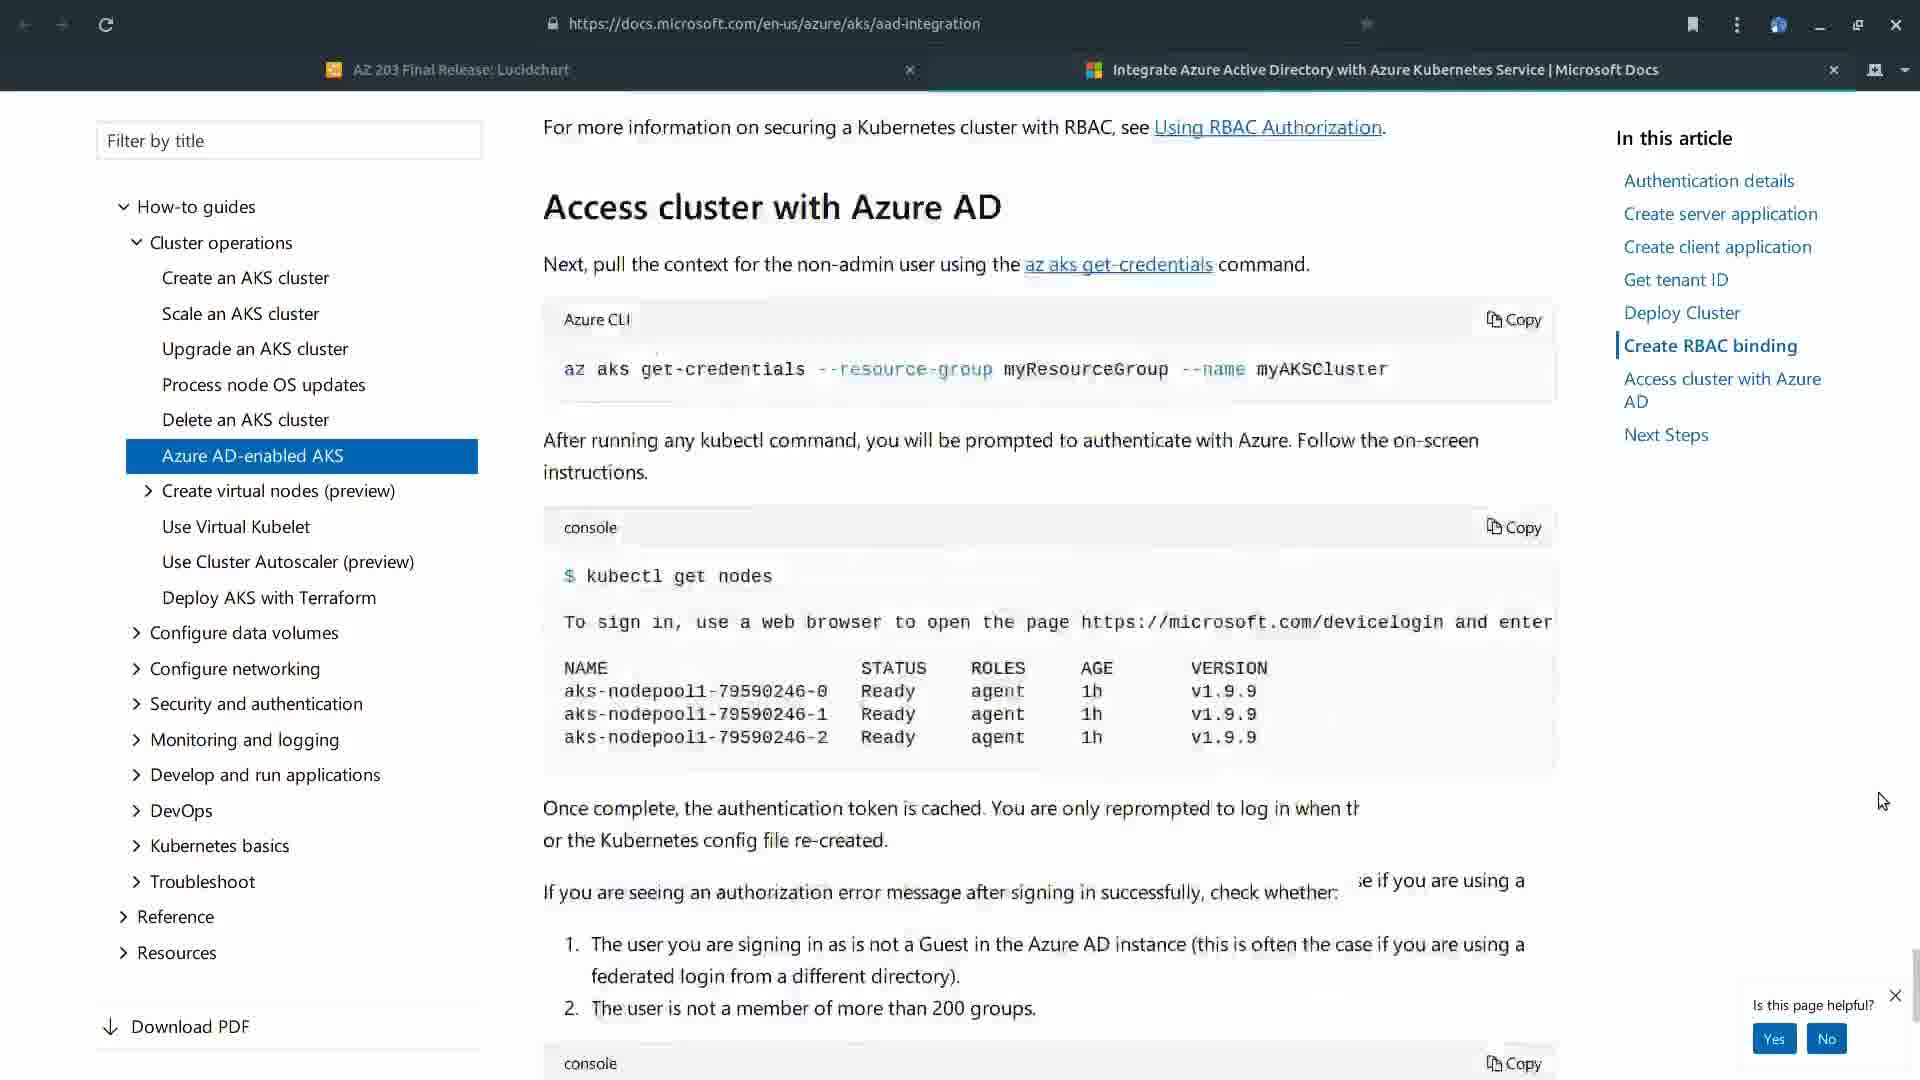 https://docs.microsoft.com/en-us/azure/aks/aad-integration
AZ 203 Final Release: Lucidchart
Integrate Azure Active Directory with Azure Kubernetes Service | Microsoft Docs
Filter by title
How-to guides
Cluster operations
Create an AKS cluster
Scale an AKS cluster
Upgrade an AKS cluster
Process node OS updates
Delete an AKS cluster
Azure AD-enabled AKS
Create virtual nodes (preview)
Use Virtual Kubelet
Use Cluster Autoscaler (preview)
Deploy AKS with Terraform
Configure data volumes
Configure networking
Security and authentication
Monitoring and logging
Develop and run applications
DevOps
Kubernetes basics
Troubleshoot
Reference
Resources
Download PDF
For more information on securing a Kubernetes cluster with RBAC, see Using RBAC Authorization.
Access cluster with Azure AD
Next, pull the context for the non-admin user using the az aks get-credentials command.
Azure CLI
Copy
az aks get-credentials --resource-group myResourceGroup --name myAKSCluster
After running any kubectl command, you will be prompted to authenticate with Azure. Follow the on-screen
instructions.
console
Copy
$ kubectl get nodes
To sign in, use a web browser to open the page https://microsoft.com/devicelogin and enter
NAME STATUS ROLES AGE VERSION
aks-nodepool1-79590246-0 Ready agent 1h v1.9.9
aks-nodepool1-79590246-1 Ready agent 1h v1.9.9
aks-nodepool1-79590246-2 Ready agent 1h v1.9.9
Once complete, the authentication token is cached. You are only reprompted to log in when
or the Kubernetes config file re-created.
If you are seeing an authorization error message after signing in successfully, check whether:
if you are using a
1. The user you are signing in as is not a Guest in the Azure AD instance (this is often the case if you are using a
federated login from a different directory).
2. The user is not a member of more than 200 groups.
console
Copy
In this article
Authentication details
Create server application
Create client application
Get tenant ID
Deploy Cluster
Create RBAC binding
Access cluster with Azure
AD
Next Steps
Is this page helpful?
Yes
No